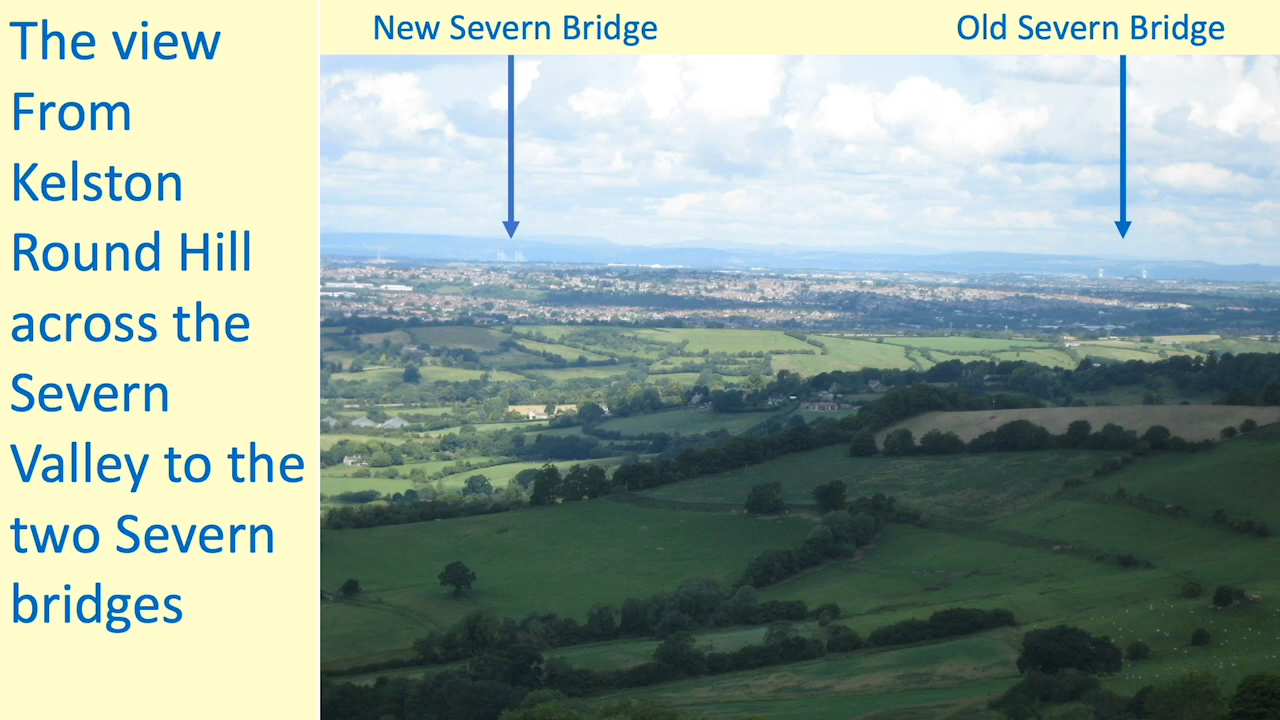 The view
From
Kelston
Round Hill
across the
Severn
Valley to the
two Severn
bridges
New Severn Bridge
Old Severn Bridge